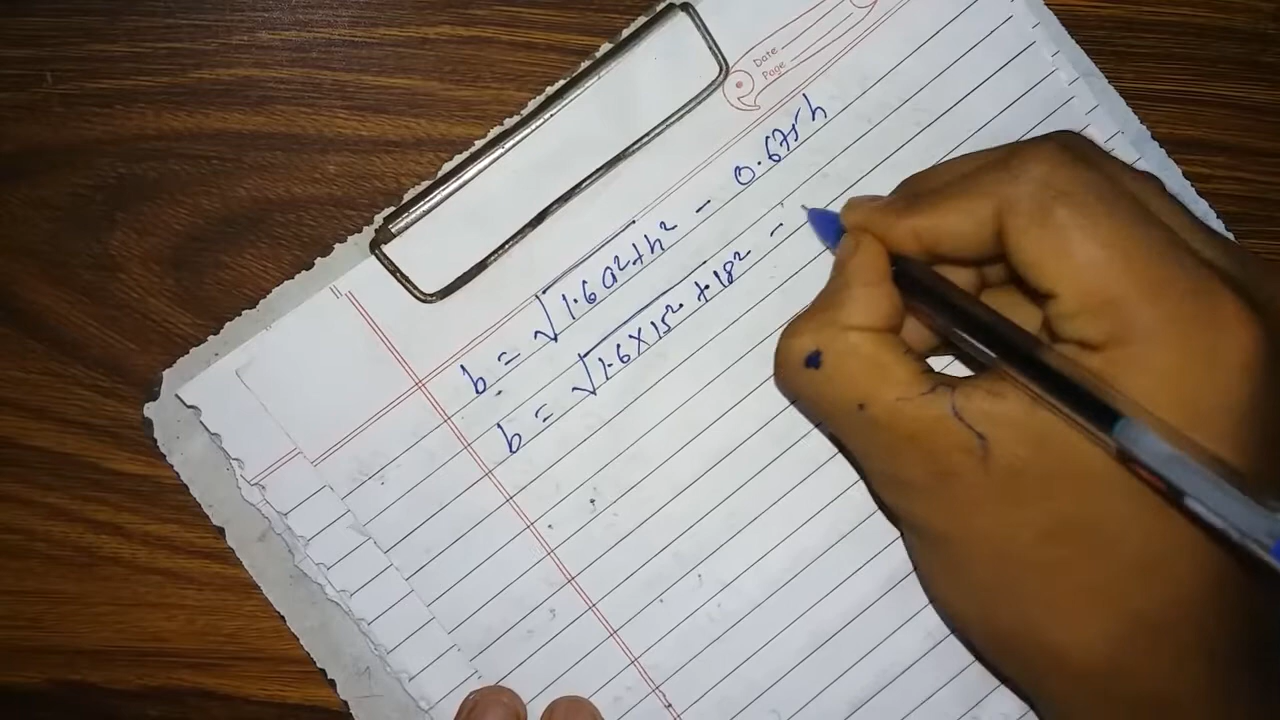 Date
Page
b = √1.6a²+h² - 0.675h
b = √1.6×15² + 18² -